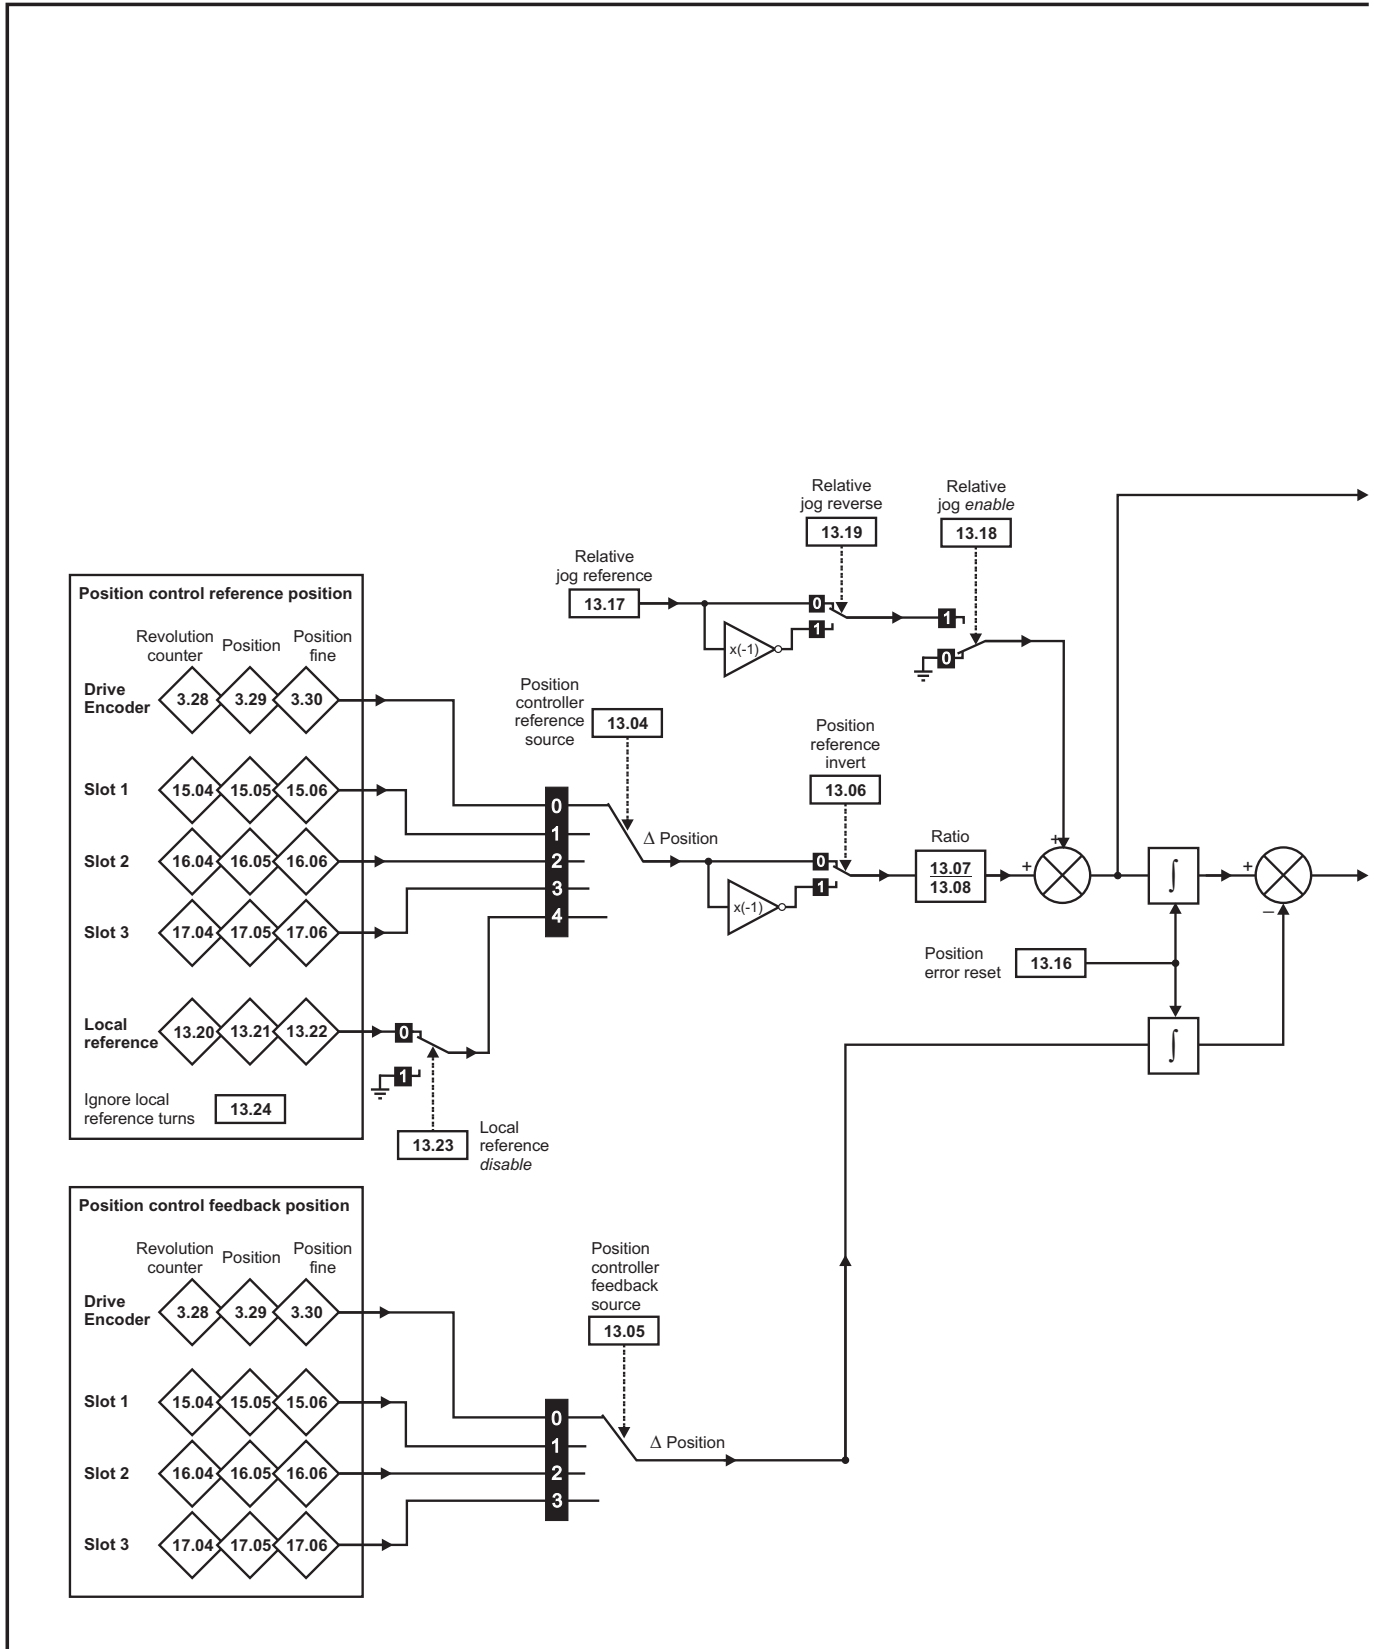 Relative
jog reverse
13.19
Relative
jog enable
13.18
Relative
jog reference
13.17
0
1
x(-1)
1
0
Position control reference position
Revolution
counter
Position
Position
fine
Drive
Encoder
3.28
3.29
3.30
Slot 1
15.04
15.05
15.06
Slot 2
16.04
16.05
16.06
Slot 3
17.04
17.05
17.06
Local
reference
13.20
13.21
13.22
Ignore local
reference turns
13.24
0
1
13.23
Local
reference
disable
Position
controller
reference
source
13.04
0
1
2
3
4
Δ Position
x(-1)
Position
reference
invert
13.06
0
1
Ratio
13.07
13.08
+
+
∫
+
–
Position
error reset
13.16
∫
Position control feedback position
Revolution
counter
Position
Position
fine
Drive
Encoder
3.28
3.29
3.30
Slot 1
15.04
15.05
15.06
Slot 2
16.04
16.05
16.06
Slot 3
17.04
17.05
17.06
Position
controller
feedback
source
13.05
0
1
2
3
Δ Position